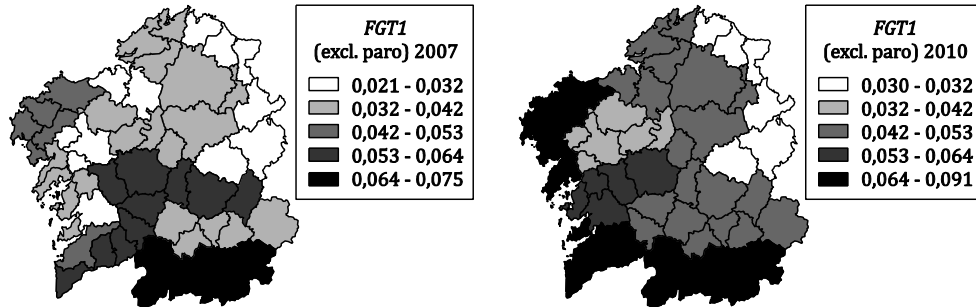 FGT1
(excl. paro) 2007
0,021 - 0,032
0,032 - 0,042
0,042 - 0,053
0,053 - 0,064
0,064 - 0,075
FGT1
(excl. paro) 2010
0,030 - 0,032
0,032 - 0,042
0,042 - 0,053
0,053 - 0,064
0,064 - 0,091